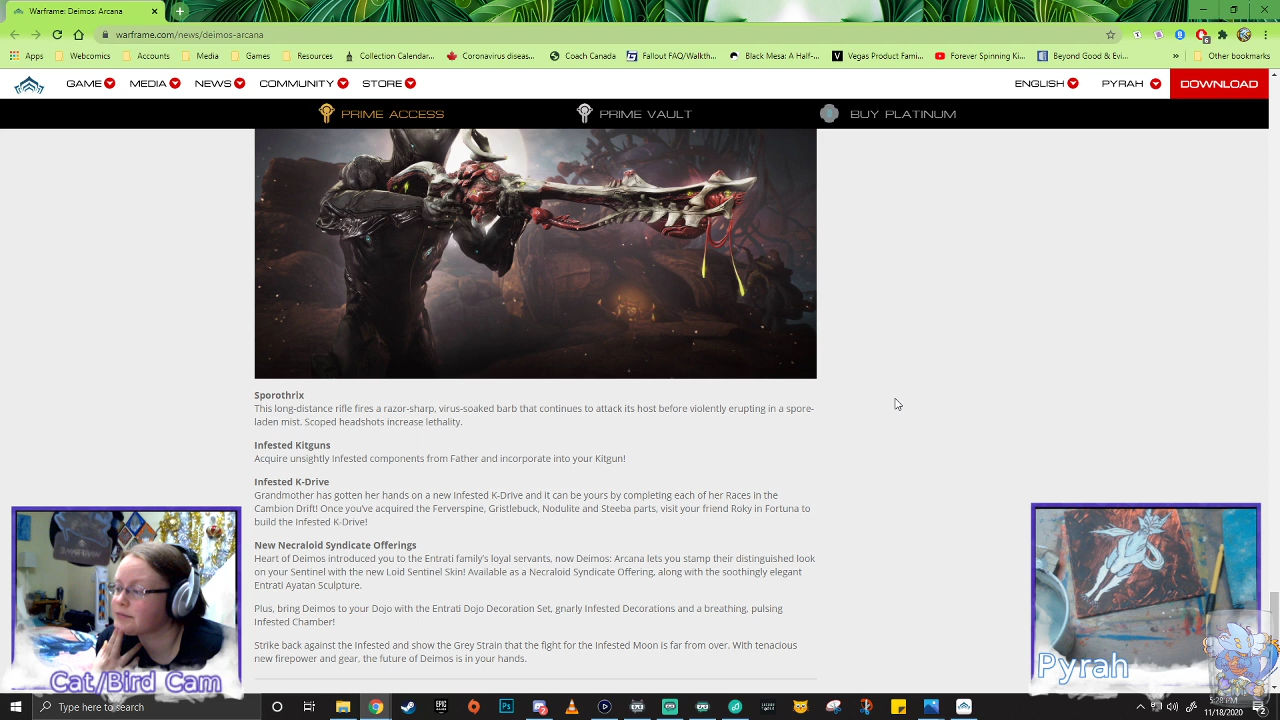 Warframe: Deimos: Arcana
warframe.com/news/deimos-arcana
Apps Webcomics Accounts Media Games Resources Collection Calendar... Coronavirus diseas... Coach Canada Fallout FAQ/Walkth... Black Mesa: A Half-... Vegas Product Famil... Forever Spinning Ki... Beyond Good & Evi... » Other bookmarks
GAME MEDIA NEWS COMMUNITY STORE ENGLISH PYRAH DOWNLOAD
PRIME ACCESS PRIME VAULT BUY PLATINUM
Sporothrix
This long-distance rifle fires a razor-sharp, virus-soaked barb that continues to attack its host before violently erupting in a spore-
laden mist. Scoped headshots increase lethality.
Infested Kitguns
Acquire unsightly Infested components from Father and incorporate into your Kitgun!
Infested K-Drive
Grandmother has gotten her hands on a new Infested K-Drive and it can be yours by completing each of her Races in the
Cambion Drift! Once you've acquired the Ferverspine, Gristlebuck, Nodulite and Steeba parts, visit your friend Roky in Fortuna to
build the Infested K-Drive!
New Necraloid Syndicate Offerings
Heart of Deimos introduced you to the Entrati family's loyal servants, now Deimos: Arcana lets you stamp their distinguished look
on your Sentinel with the new Loid Sentinel Skin! Available as a Necraloid Syndicate Offering, along with the soothingly elegant
Entrati Ayatan Sculpture.
Plus, bring Deimos to your Dojo with the Entrati Dojo Decoration Set, gnarly Infested Decorations and a breathing, pulsing
Infested Chamber!
Strike back against the Infested and show the Grey Strain that the fight for the Infested Moon is far from over. With tenacious
new firepower and gear, the future of Deimos is in your hands.
Cat/Bird Cam
Pyrah
Type here to search
5:28 PM
11/18/2020